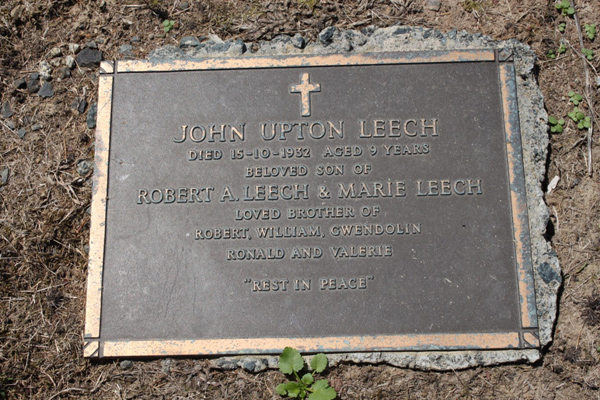 JOHN UPTON LEECH
DIED 15-10-1932 AGED 9 YEARS
BELOVED SON OF
ROBERT A. LEECH & MARIE LEECH
LOVED BROTHER OF
ROBERT, WILLIAM, GWENDOLIN
RONALD AND VALERIE
"REST IN PEACE"